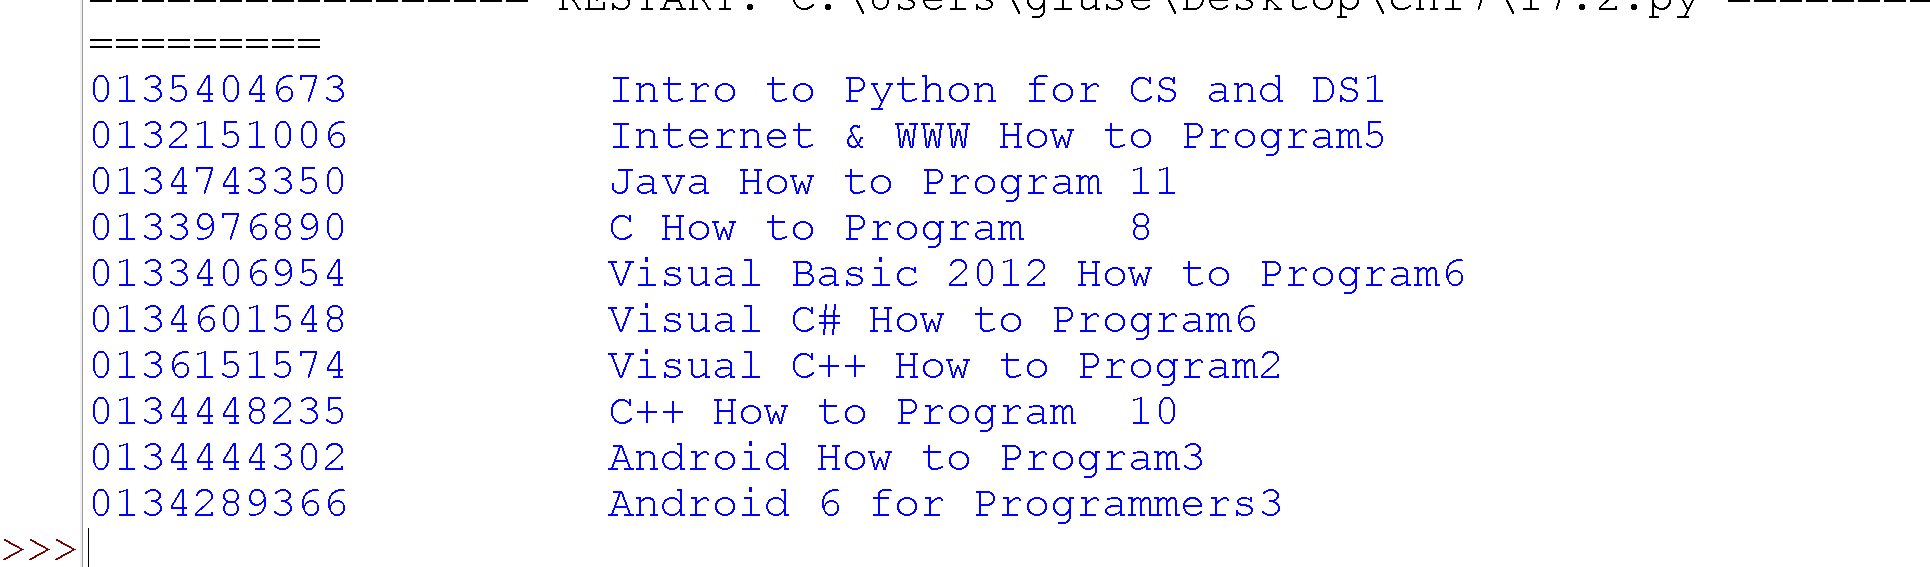 ================= RESTART: C:\Users\giuse\Desktop\ch17\17.2.py ========
=========
0135404673          Intro to Python for CS and DS1
0132151006          Internet & WWW How to Program5
0134743350          Java How to Program 11
0133976890          C How to Program    8
0133406954          Visual Basic 2012 How to Program6
0134601548          Visual C# How to Program6
0136151574          Visual C++ How to Program2
0134448235          C++ How to Program  10
0134444302          Android How to Program3
0134289366          Android 6 for Programmers3
>>>